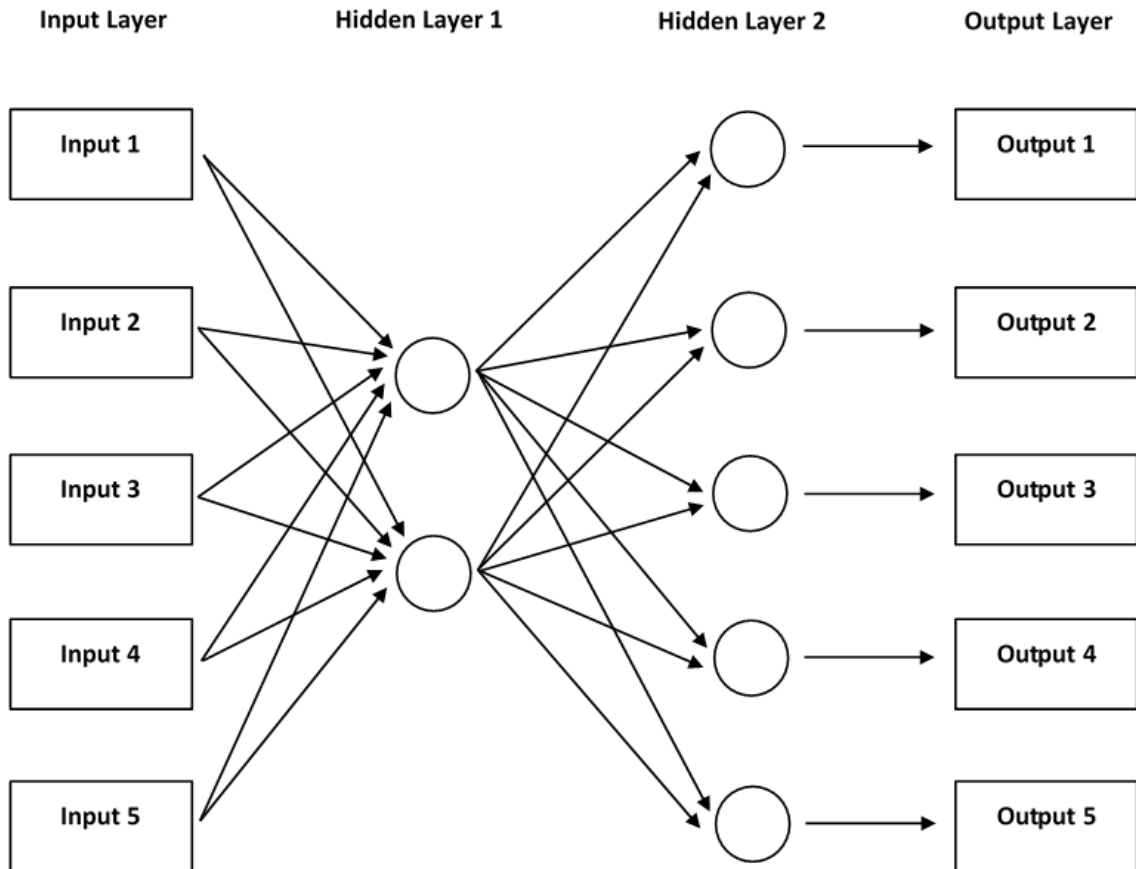 Input Layer
Hidden Layer 1
Hidden Layer 2
Output Layer
Input 1
Output 1
Input 2
Output 2
Input 3
Output 3
Input 4
Output 4
Input 5
Output 5